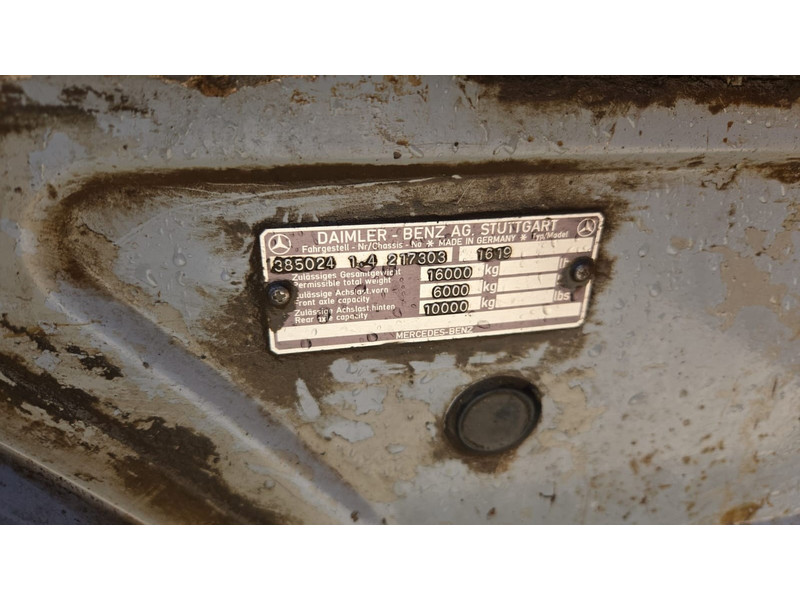 DAIMLER - BENZ AG. STUTTGART
Fahrgestell - Nr/Chassis - No * MADE IN GERMANY * Typ/Model
385024 1.4 217303 1619
Zulässiges Gesamtgewicht
Permissible total weight 16000 kg
Zulässige Achslast.vorn
Front axle capacity 6000 kg
Zulässige Achslast.hinten
Rear axle capacity 10000 kg lbs
MERCEDES-BENZ